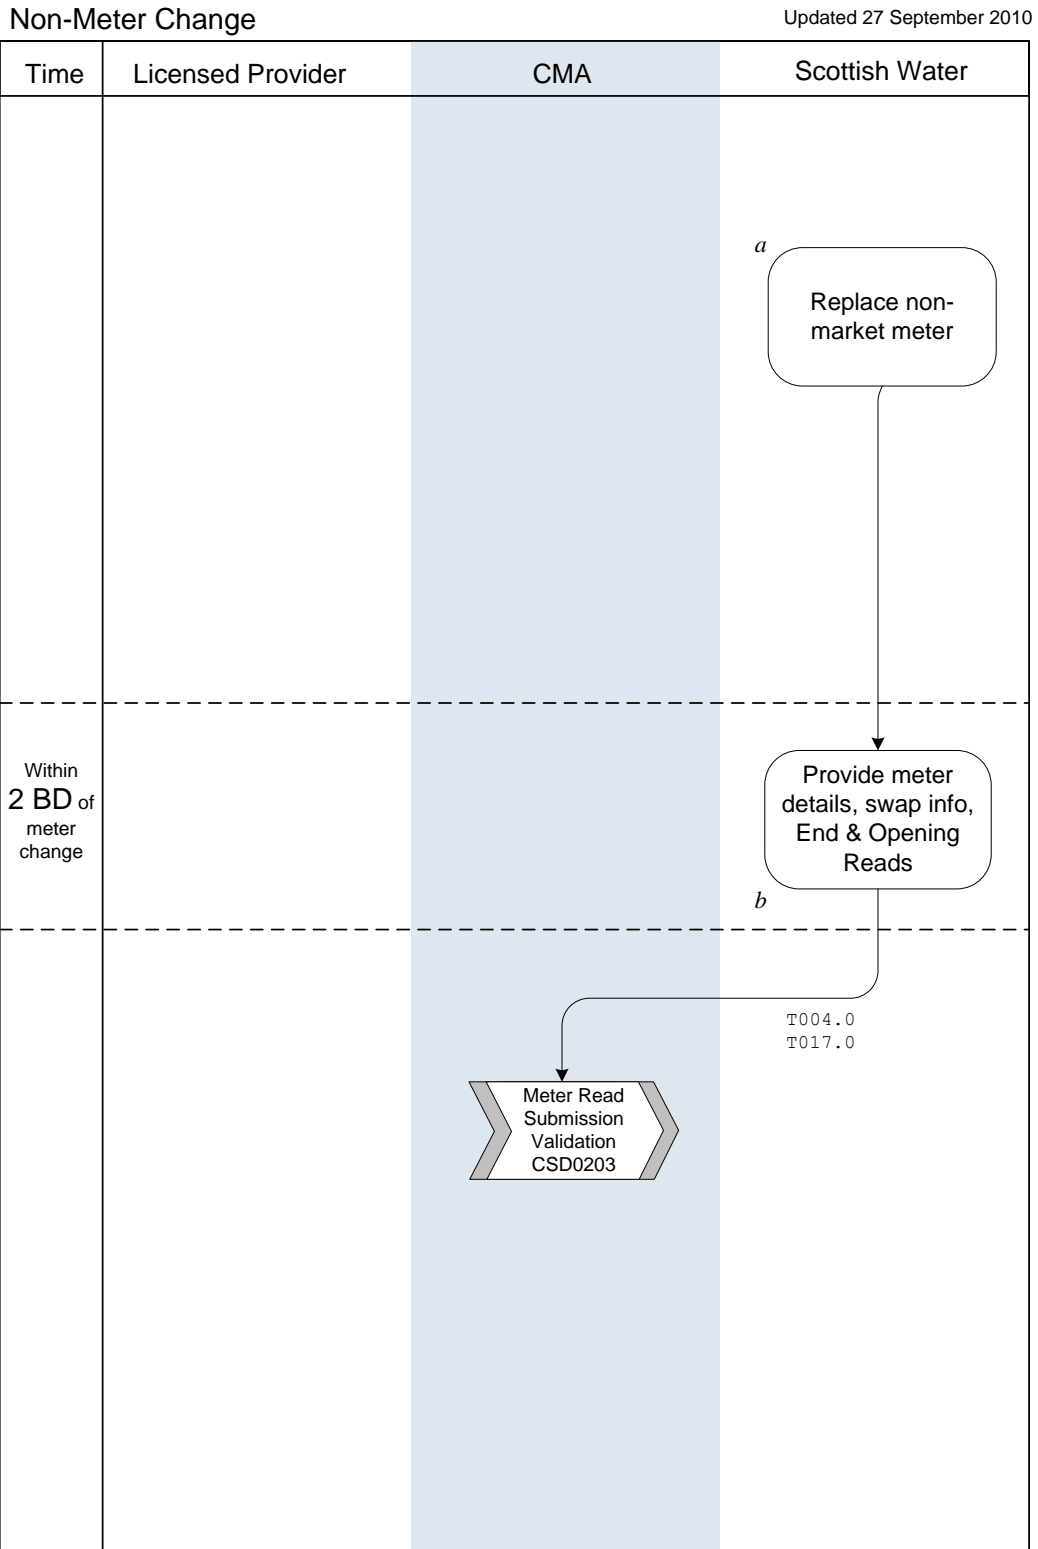 Non-Meter Change
Updated 27 September 2010
Time
Licensed Provider
CMA
Scottish Water
a
Replace non-
market meter
Within
2 BD of
meter
change
Provide meter
details, swap info,
End & Opening
Reads
b
T004.0
T017.0
Meter Read
Submission
Validation
CSD0203